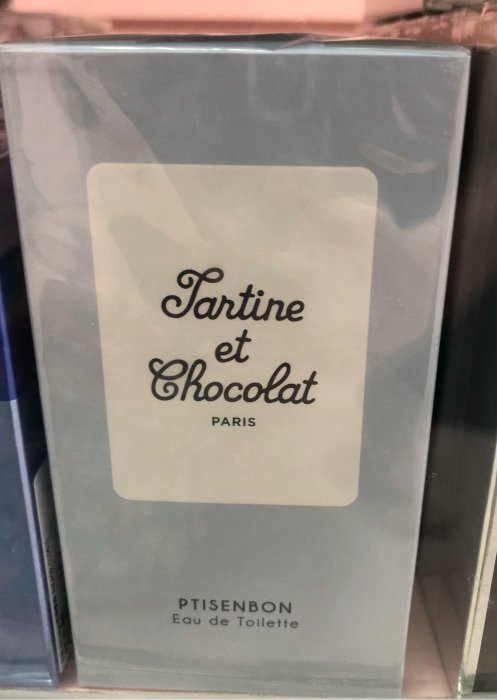 Tartine
et
Chocolat
PARIS
PTISENBON
Eau de Toilette